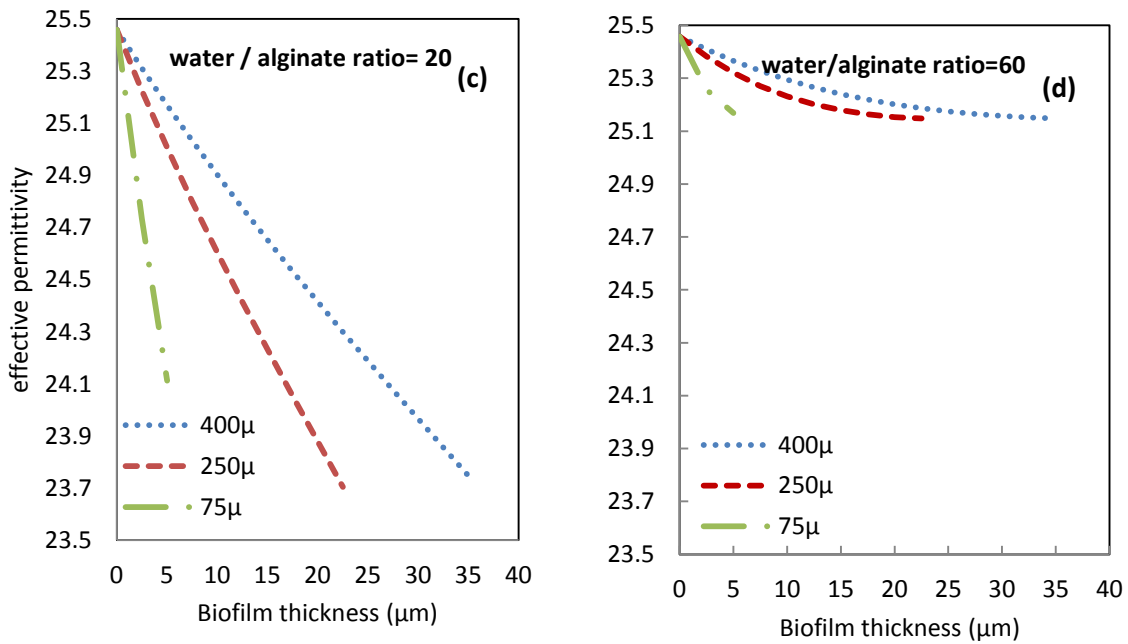 25.5
25.3
25.1
24.9
24.7
24.5
24.3
24.1
23.9
23.7
23.5
effective permittivity
water / alginate ratio= 20
(c)
400µ
250µ
75µ
0 5 10 15 20 25 30 35 40
Biofilm thickness (µm)
25.5
25.3
25.1
24.9
24.7
24.5
24.3
24.1
23.9
23.7
23.5
water/alginate ratio=60
(d)
400µ
250µ
75µ
0 5 10 15 20 25 30 35 40
Biofilm thickness (µm)